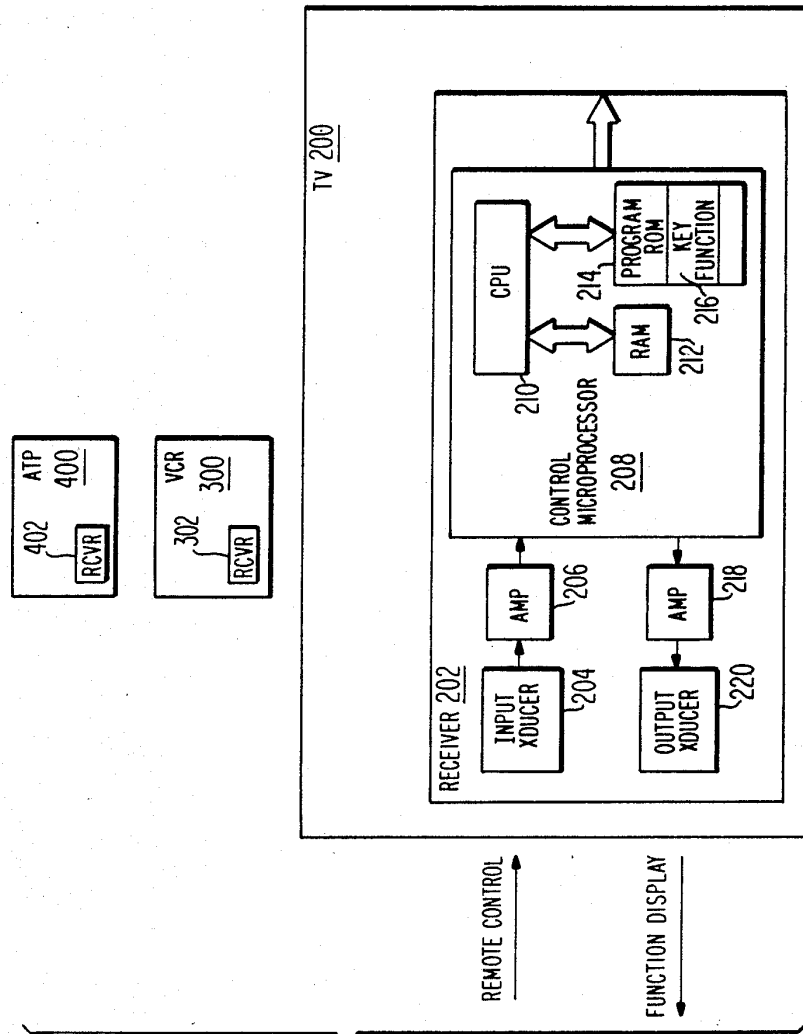 ATP
400
402
RCVR
VCR
300
302
RCVR
TV 200
RECEIVER 202
INPUT
XDUCER
204
AMP
206
CONTROL
MICROPROCESSOR
208
CPU
210
RAM
212
214
PROGRAM
ROM
KEY
FUNCTION
216
AMP
218
OUTPUT
XDUCER
220
REMOTE CONTROL
FUNCTION DISPLAY